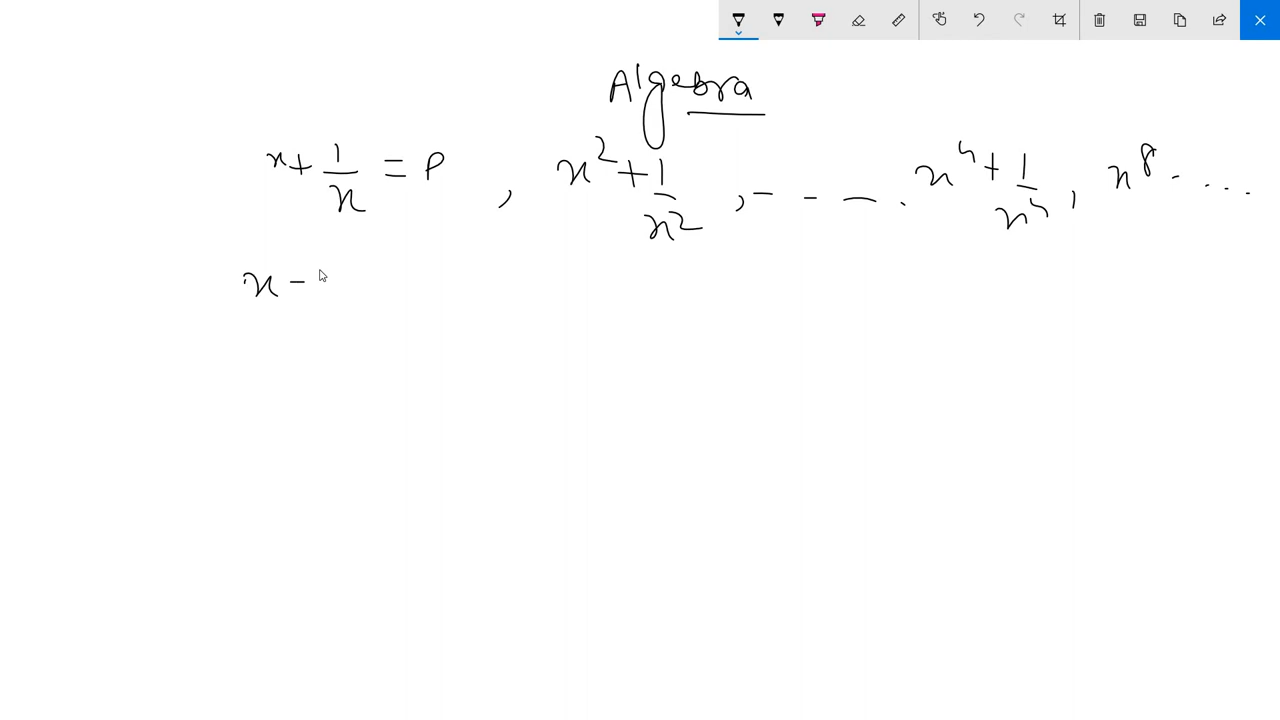 Algebra
x + 1/x = P , x² + 1/x² , - - - . x⁴ + 1/x⁴ , x⁸ - ....
x -